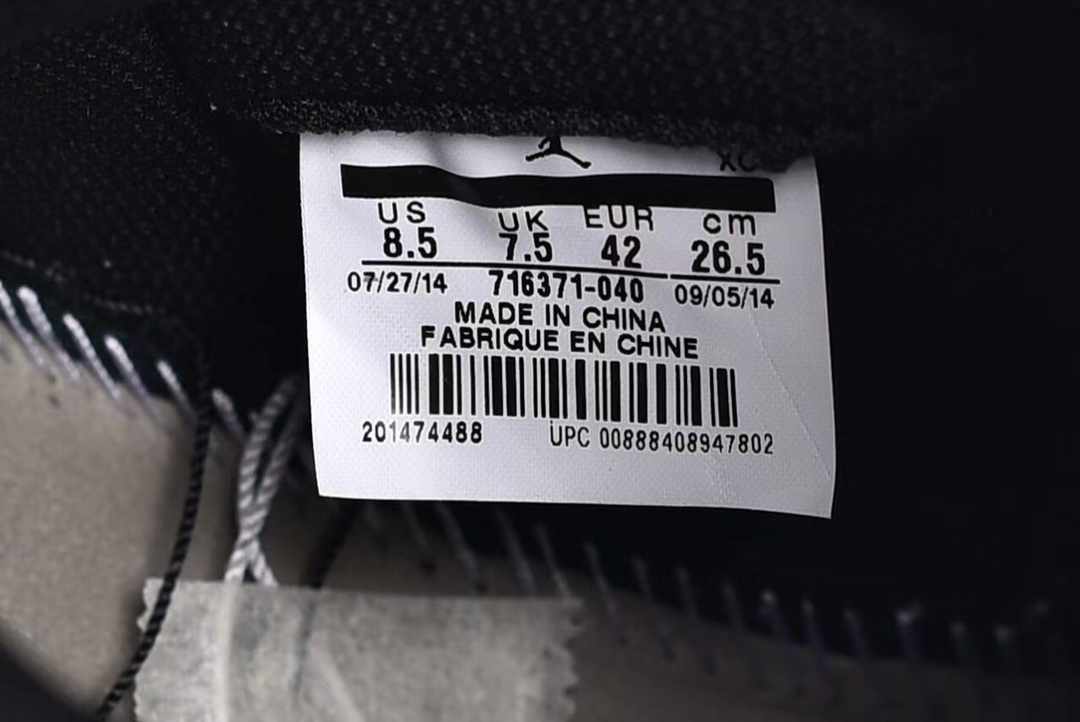 US UK EUR cm
8.5 7.5 42 26.5
07/27/14 716371-040 09/05/14
MADE IN CHINA
FABRIQUE EN CHINE
201474488 UPC 00888408947802